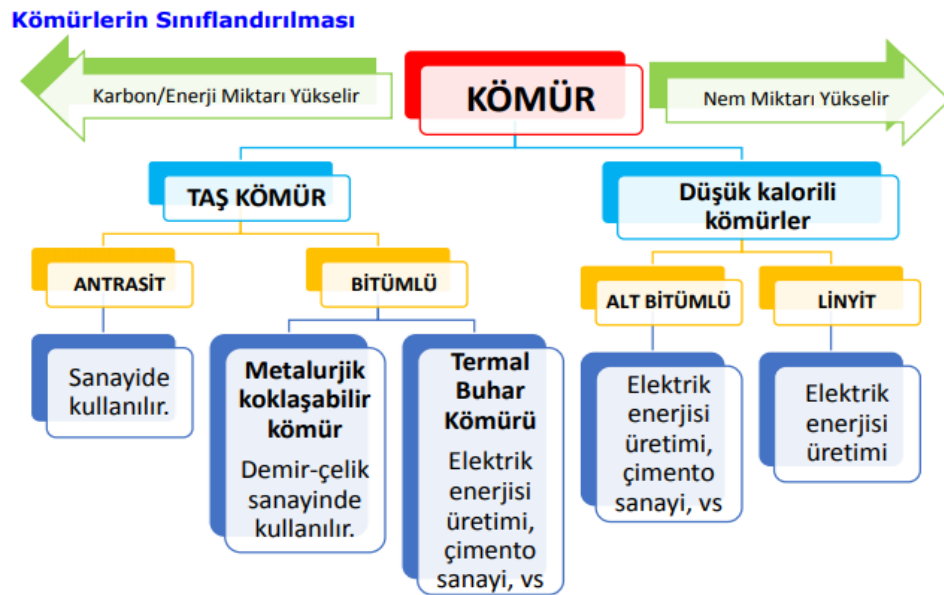 Kömürlerin Sınıflandırılması
Karbon/Enerji Miktarı Yükselir
KÖMÜR
Nem Miktarı Yükselir
TAŞ KÖMÜR
Düşük kalorili
kömürler
ANTRASİT
BİTÜMLÜ
ALT BİTÜMLÜ
LİNYİT
Sanayide
kullanılır.
Metalurjik
koklaşabilir
kömür
Demir-çelik
sanayinde
kullanılır.
Termal
Buhar
Kömürü
Elektrik
enerjisi
üretimi,
çimento
sanayi, vs
Elektrik
enerjisi
üretimi,
çimento
sanayi, vs
Elektrik
enerjisi
üretimi